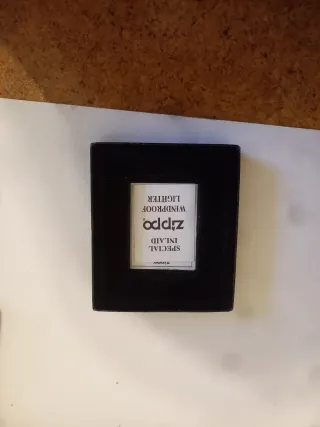 SPECIAL
INLAID
zippo
WINDPROOF
LIGHTER